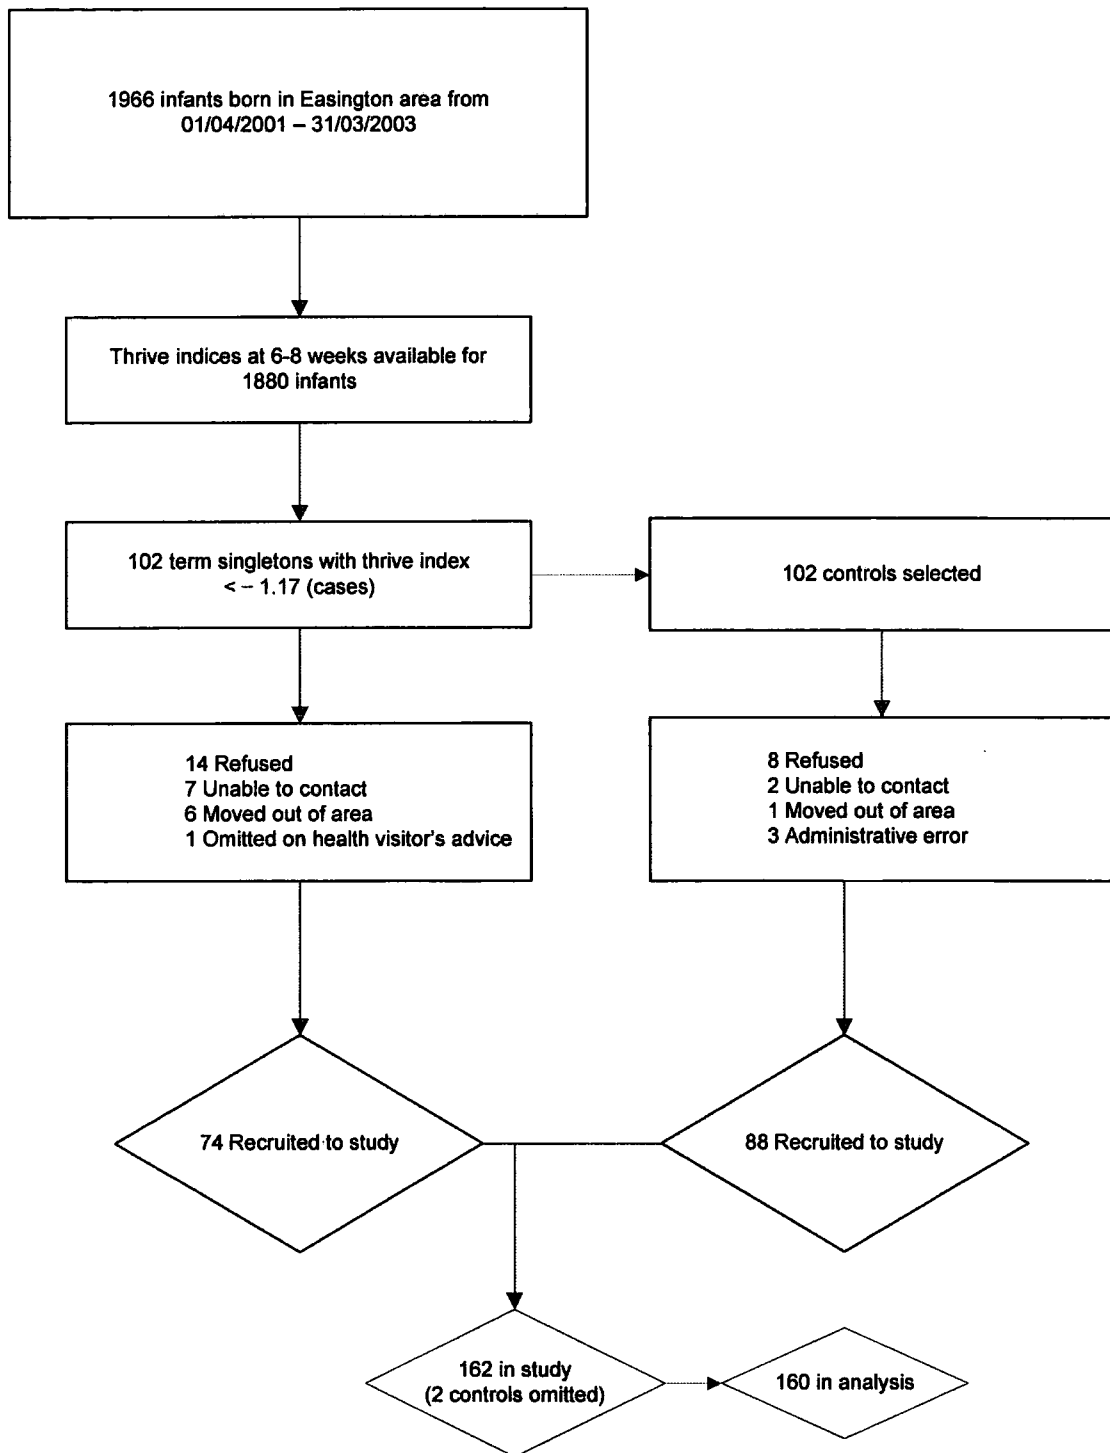 1966 infants born in Easington area from
01/04/2001 – 31/03/2003
Thrive indices at 6-8 weeks available for
1880 infants
102 term singletons with thrive index
< – 1.17 (cases)
102 controls selected
14 Refused
7 Unable to contact
6 Moved out of area
1 Omitted on health visitor's advice
8 Refused
2 Unable to contact
1 Moved out of area
3 Administrative error
74 Recruited to study
88 Recruited to study
162 in study
(2 controls omitted)
160 in analysis